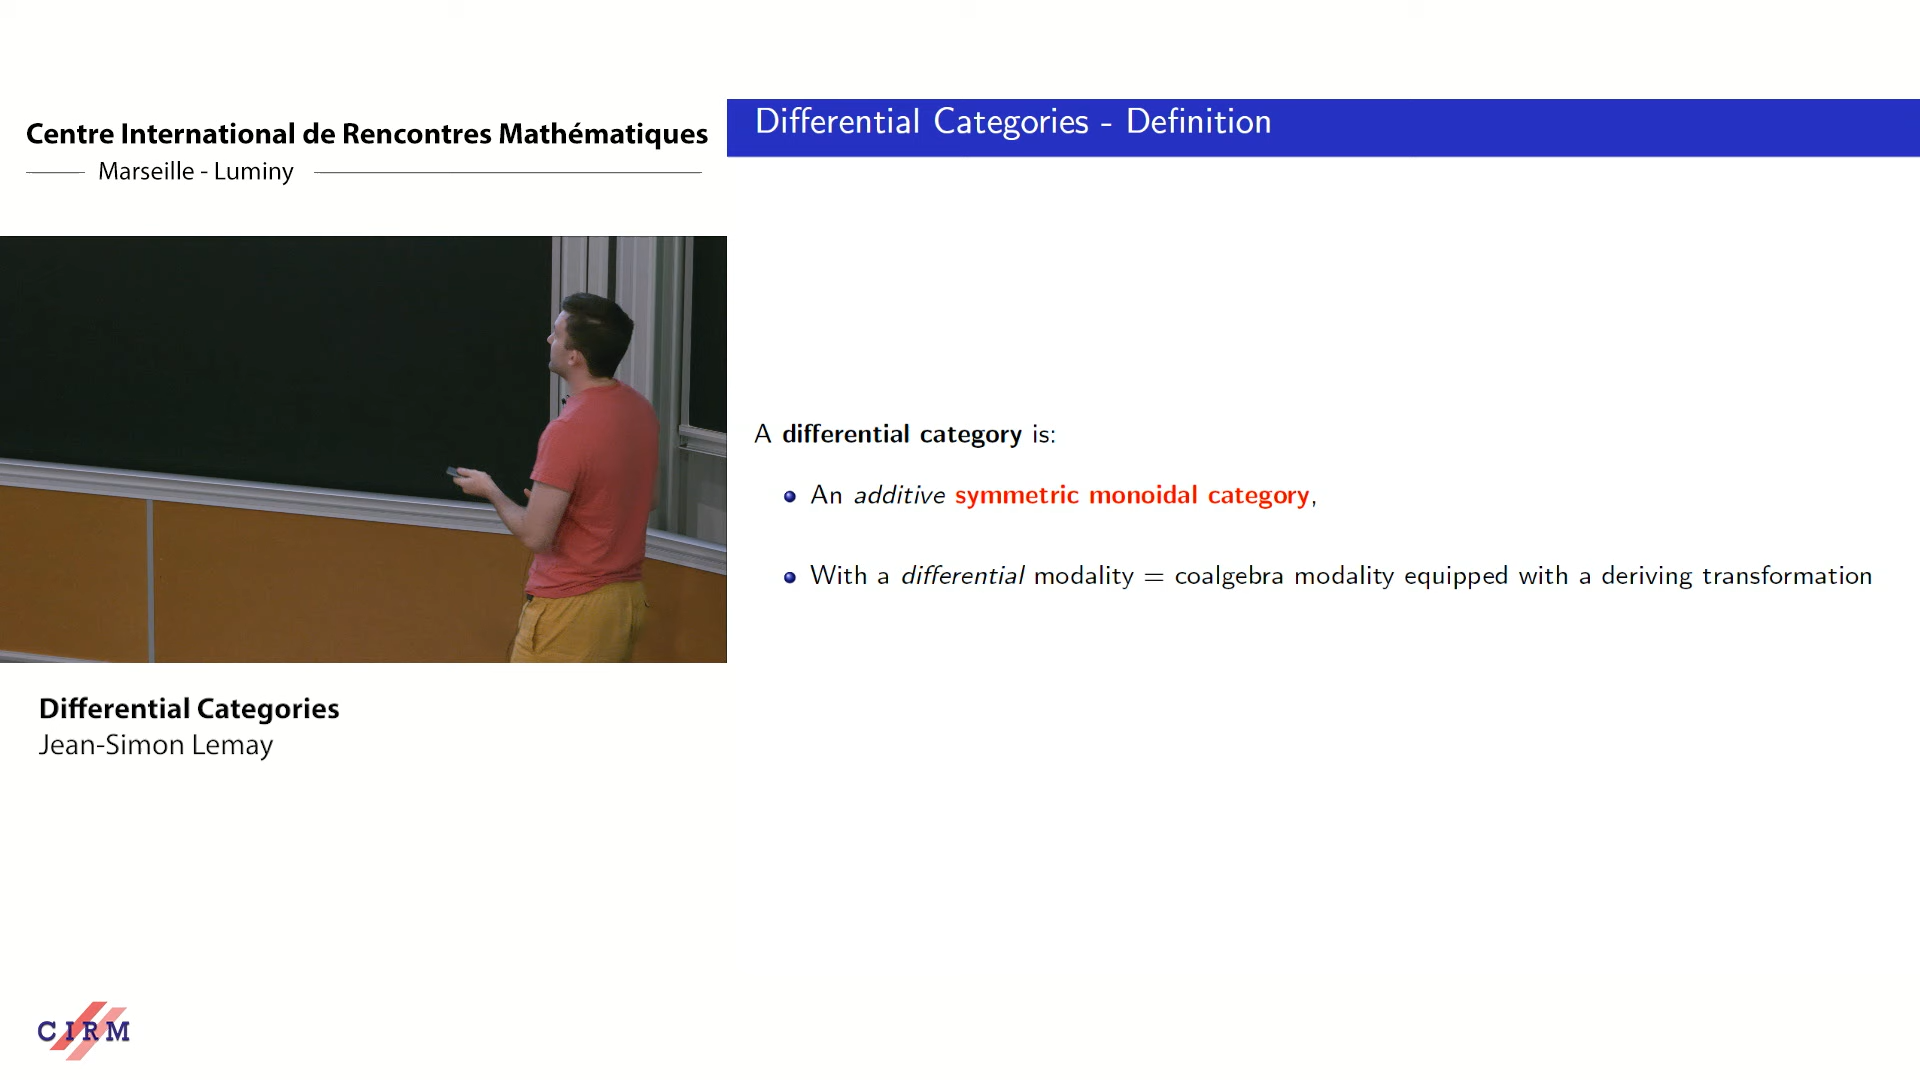 Centre International de Rencontres Mathématiques
Marseille - Luminy
Differential Categories - Definition
A differential category is:
An additive symmetric monoidal category,
With a differential modality = coalgebra modality equipped with a deriving transformation
Differential Categories
Jean-Simon Lemay
CIRM